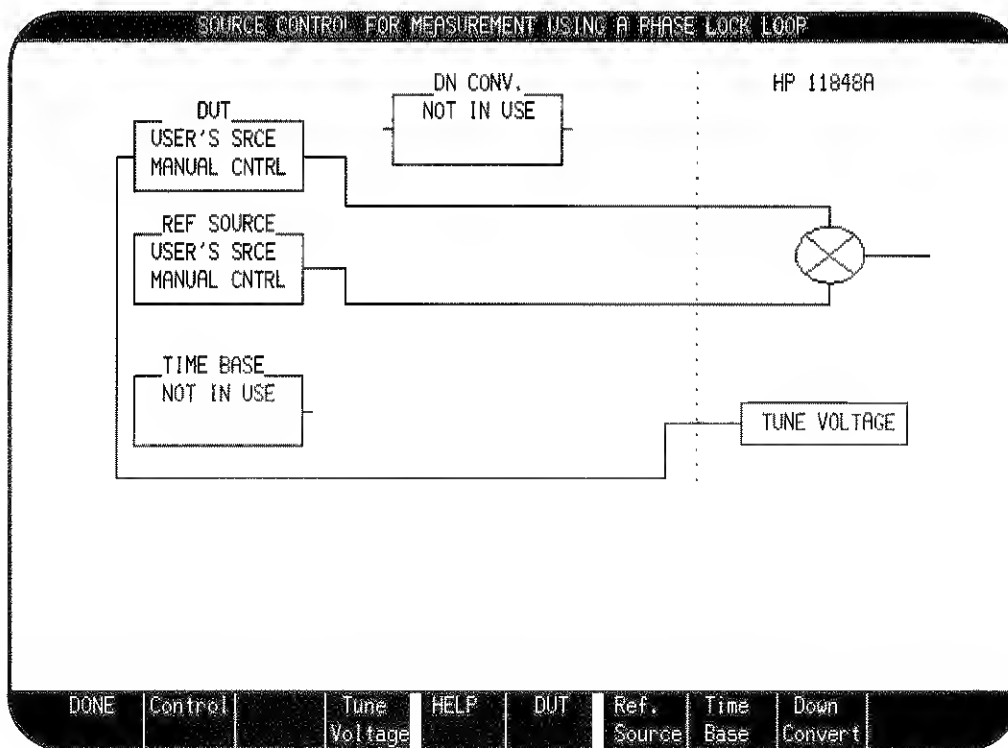 SOURCE CONTROL FOR MEASUREMENT USING A PHASE LOCK LOOP
DN CONV.
NOT IN USE
HP 11848A
DUT
USER'S SRCE
MANUAL CNTRL
REF SOURCE
USER'S SRCE
MANUAL CNTRL
TIME BASE
NOT IN USE
TUNE VOLTAGE
DONE
Control
Tune
Voltage
HELP
DUT
Ref.
Source
Time
Base
Down
Convert